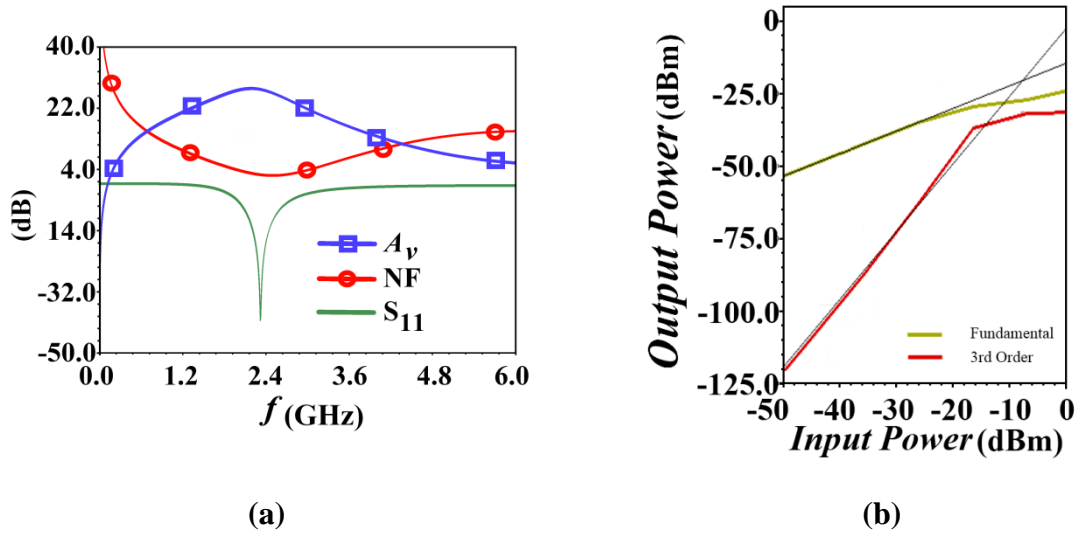 40.0
22.0
4.0
14.0
-32.0
-50.0
(dB)
0.0 1.2 2.4 3.6 4.8 6.0
f (GHz)
Av
NF
S11
(a)
0
-25.0
-50.0
-75.0
-100.0
-125.0
Output Power (dBm)
-50 -40 -30 -20 -10 0
Input Power (dBm)
Fundamental
3rd Order
(b)